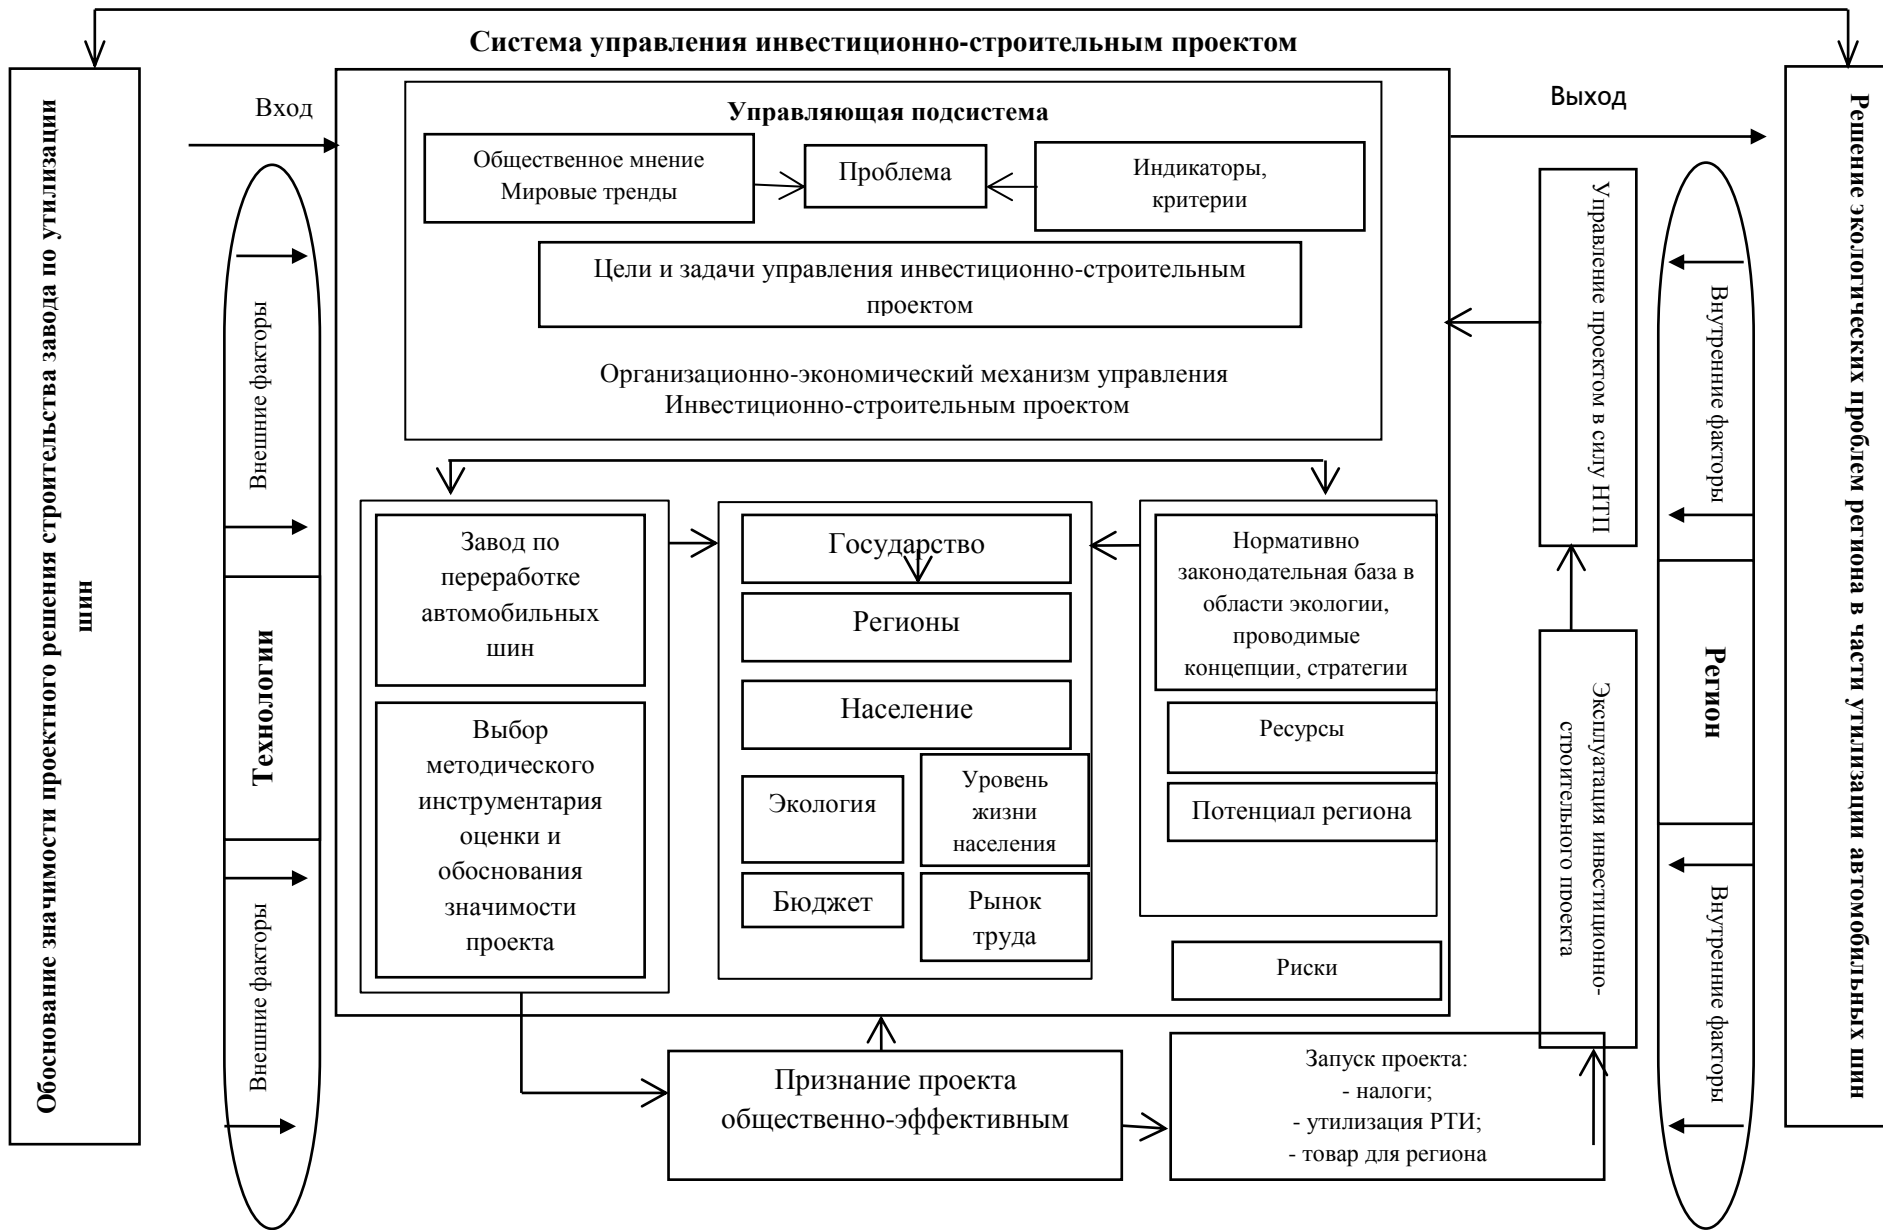 Система управления инвестиционно-строительным проектом
Обоснование значимости проектного решения строительства завода по утилизации
шин
Вход
Внешние факторы
Технологии
Внешние факторы
Управляющая подсистема
Общественное мнение
Мировые тренды
Проблема
Индикаторы,
критерии
Цели и задачи управления инвестиционно-строительным
проектом
Организационно-экономический механизм управления
Инвестиционно-строительным проектом
Завод по
переработке
автомобильных
шин
Выбор
методического
инструментария
оценки и
обоснования
значимости
проекта
Государство
Регионы
Население
Экология
Уровень
жизни
населения
Бюджет
Рынок
труда
Нормативно
законодательная база в
области экологии,
проводимые
концепции, стратегии
Ресурсы
Потенциал региона
Риски
Признание проекта
общественно-эффективным
Запуск проекта:
- налоги;
- утилизация РТИ;
- товар для региона
Выход
Управление проектом в силу НТП
Эксплуатация инвестиционно-
строительного проекта
Внутренние факторы
Регион
Внутренние факторы
Решение экологических проблем региона в части утилизации автомобильных шин